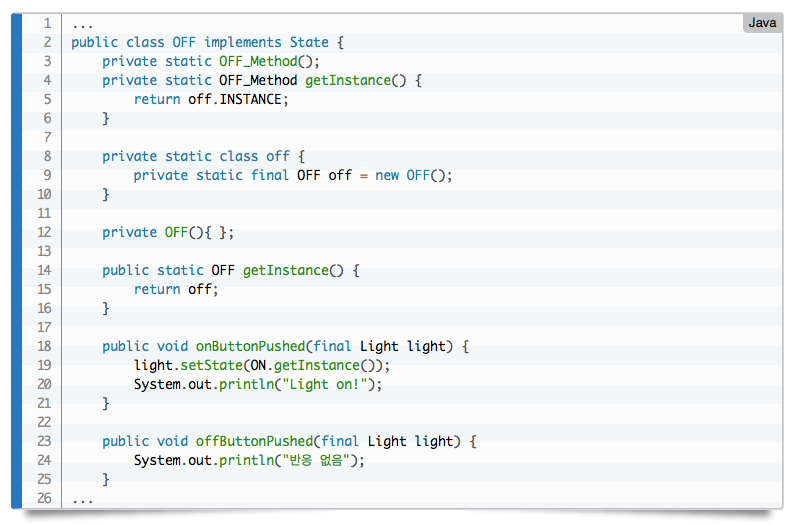 Java
1 ...
2 public class OFF implements State {
3     private static OFF_Method();
4     private static OFF_Method getInstance() {
5         return off.INSTANCE;
6     }
7
8     private static class off {
9         private static final OFF off = new OFF();
10     }
11
12     private OFF(){ };
13
14     public static OFF getInstance() {
15         return off;
16     }
17
18     public void onButtonPushed(final Light light) {
19         light.setState(ON.getInstance());
20         System.out.println("Light on!");
21     }
22
23     public void offButtonPushed(final Light light) {
24         System.out.println("반응 없음");
25     }
26 ...